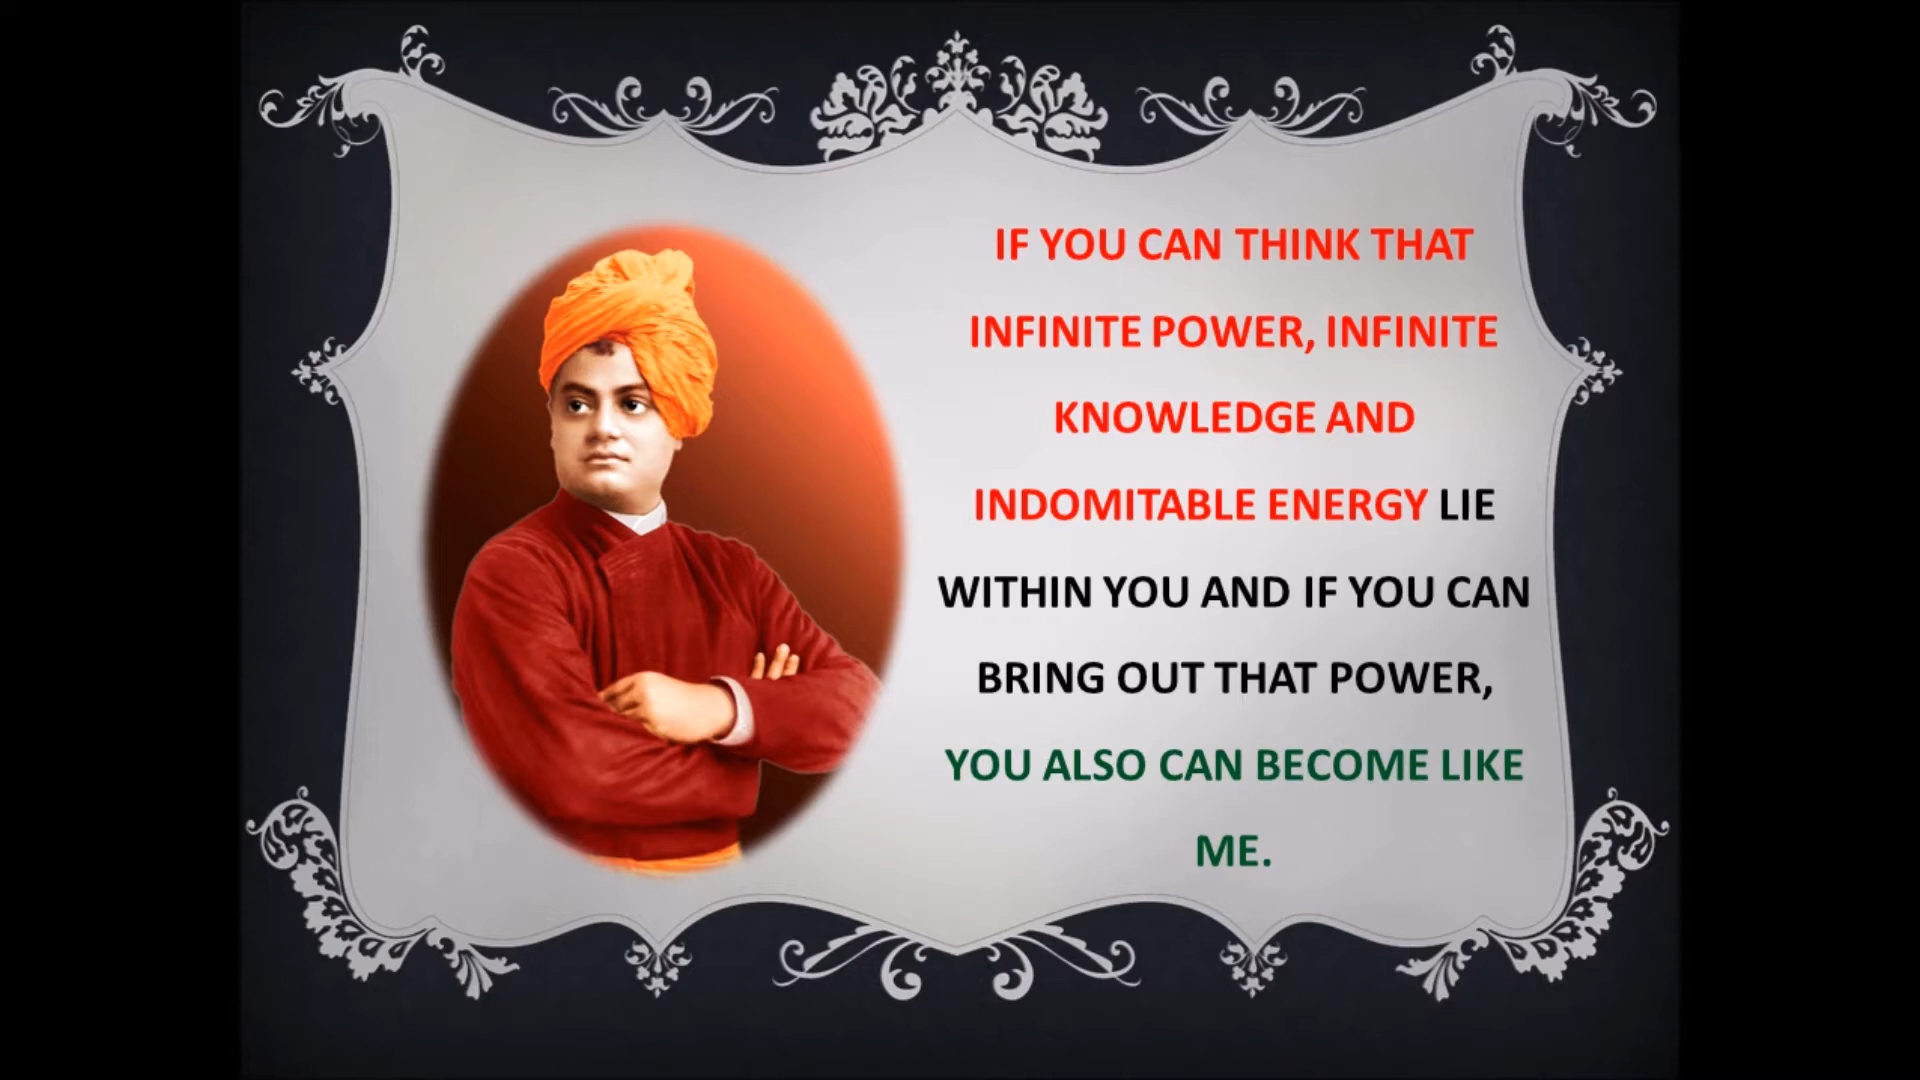 IF YOU CAN THINK THAT
INFINITE POWER, INFINITE
KNOWLEDGE AND
INDOMITABLE ENERGY LIE
WITHIN YOU AND IF YOU CAN
BRING OUT THAT POWER,
YOU ALSO CAN BECOME LIKE
ME.